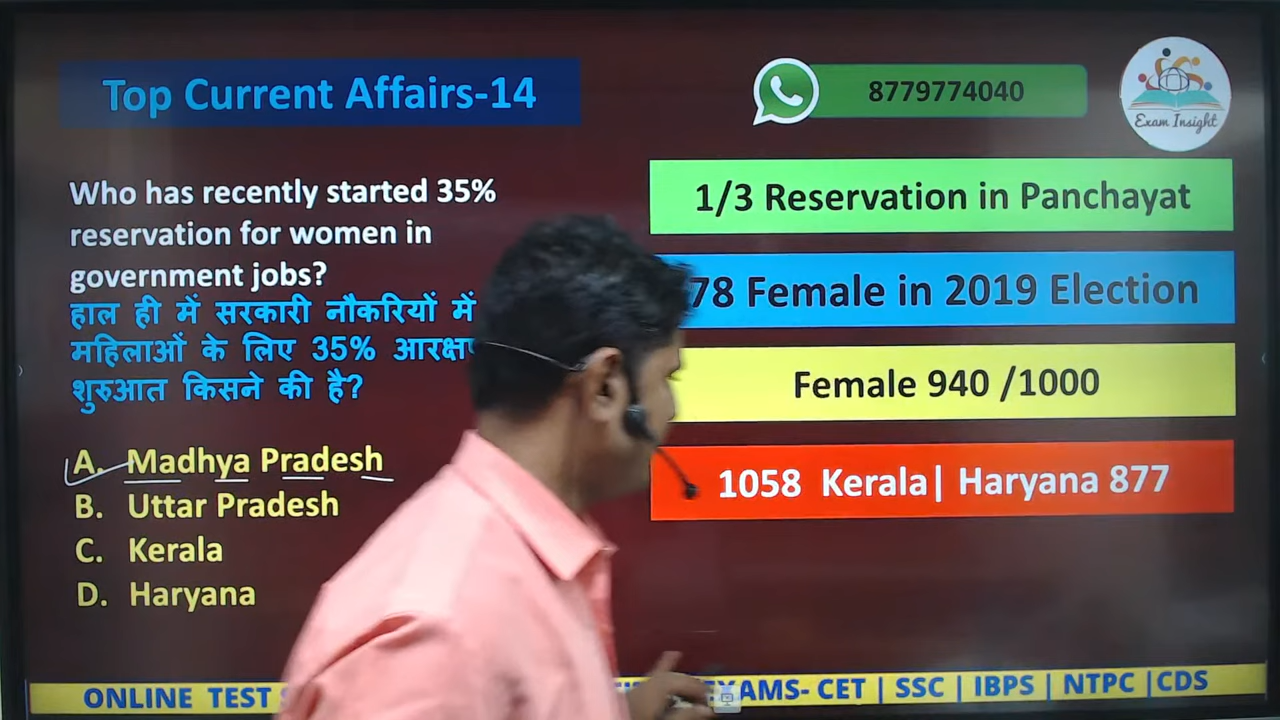 Top Current Affairs-14
8779774040
Exam Insight
Who has recently started 35%
reservation for women in
government jobs?
हाल ही में सरकारी नौकरियों में
महिलाओं के लिए 35%
शुरुआत किसने की है?
A. Madhya Pradesh
B. Uttar Pradesh
C. Kerala
D. Haryana
1/3 Reservation in Panchayat
78 Female in 2019 Election
Female 940 /1000
1058 Kerala| Haryana 877
ONLINE TEST
EXAMS- CET | SSC | IBPS | NTPC |CDS